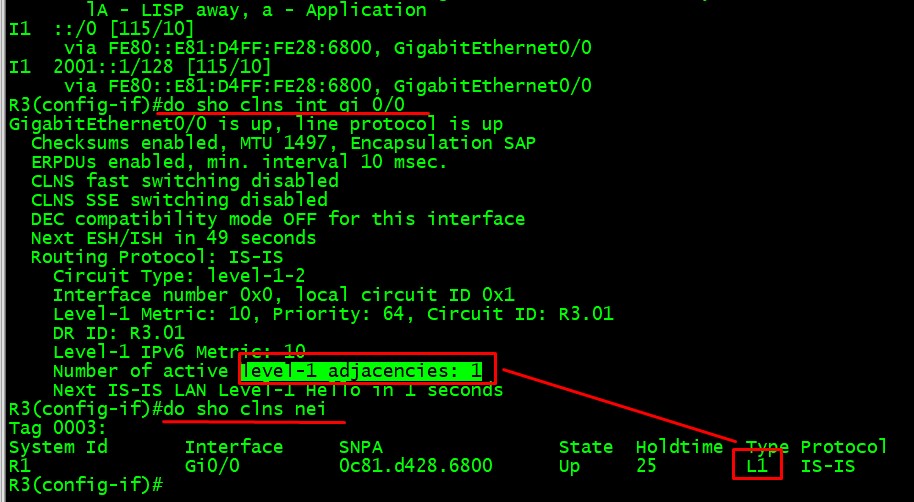 lA - LISP away, a - Application
I1  ::/0 [115/10]
via FE80::E81:D4FF:FE28:6800, GigabitEthernet0/0
I1  2001::1/128 [115/10]
via FE80::E81:D4FF:FE28:6800, GigabitEthernet0/0
R3(config-if)#do sho clns int gi 0/0
GigabitEthernet0/0 is up, line protocol is up
Checksums enabled, MTU 1497, Encapsulation SAP
ERPDUs enabled, min. interval 10 msec.
CLNS fast switching disabled
CLNS SSE switching disabled
DEC compatibility mode OFF for this interface
Next ESH/ISH in 49 seconds
Routing Protocol: IS-IS
Circuit Type: level-1-2
Interface number 0x0, local circuit ID 0x1
Level-1 Metric: 10, Priority: 64, Circuit ID: R3.01
DR ID: R3.01
Level-1 IPv6 Metric: 10
Number of active level-1 adjacencies: 1
Next IS-IS LAN Level-1 Hello in 1 seconds
R3(config-if)#do sho clns nei
Tag 0003:
System Id Interface SNPA State Holdtime Type Protocol
R1 Gi0/0 0c81.d428.6800 Up 25 L1 IS-IS
R3(config-if)#